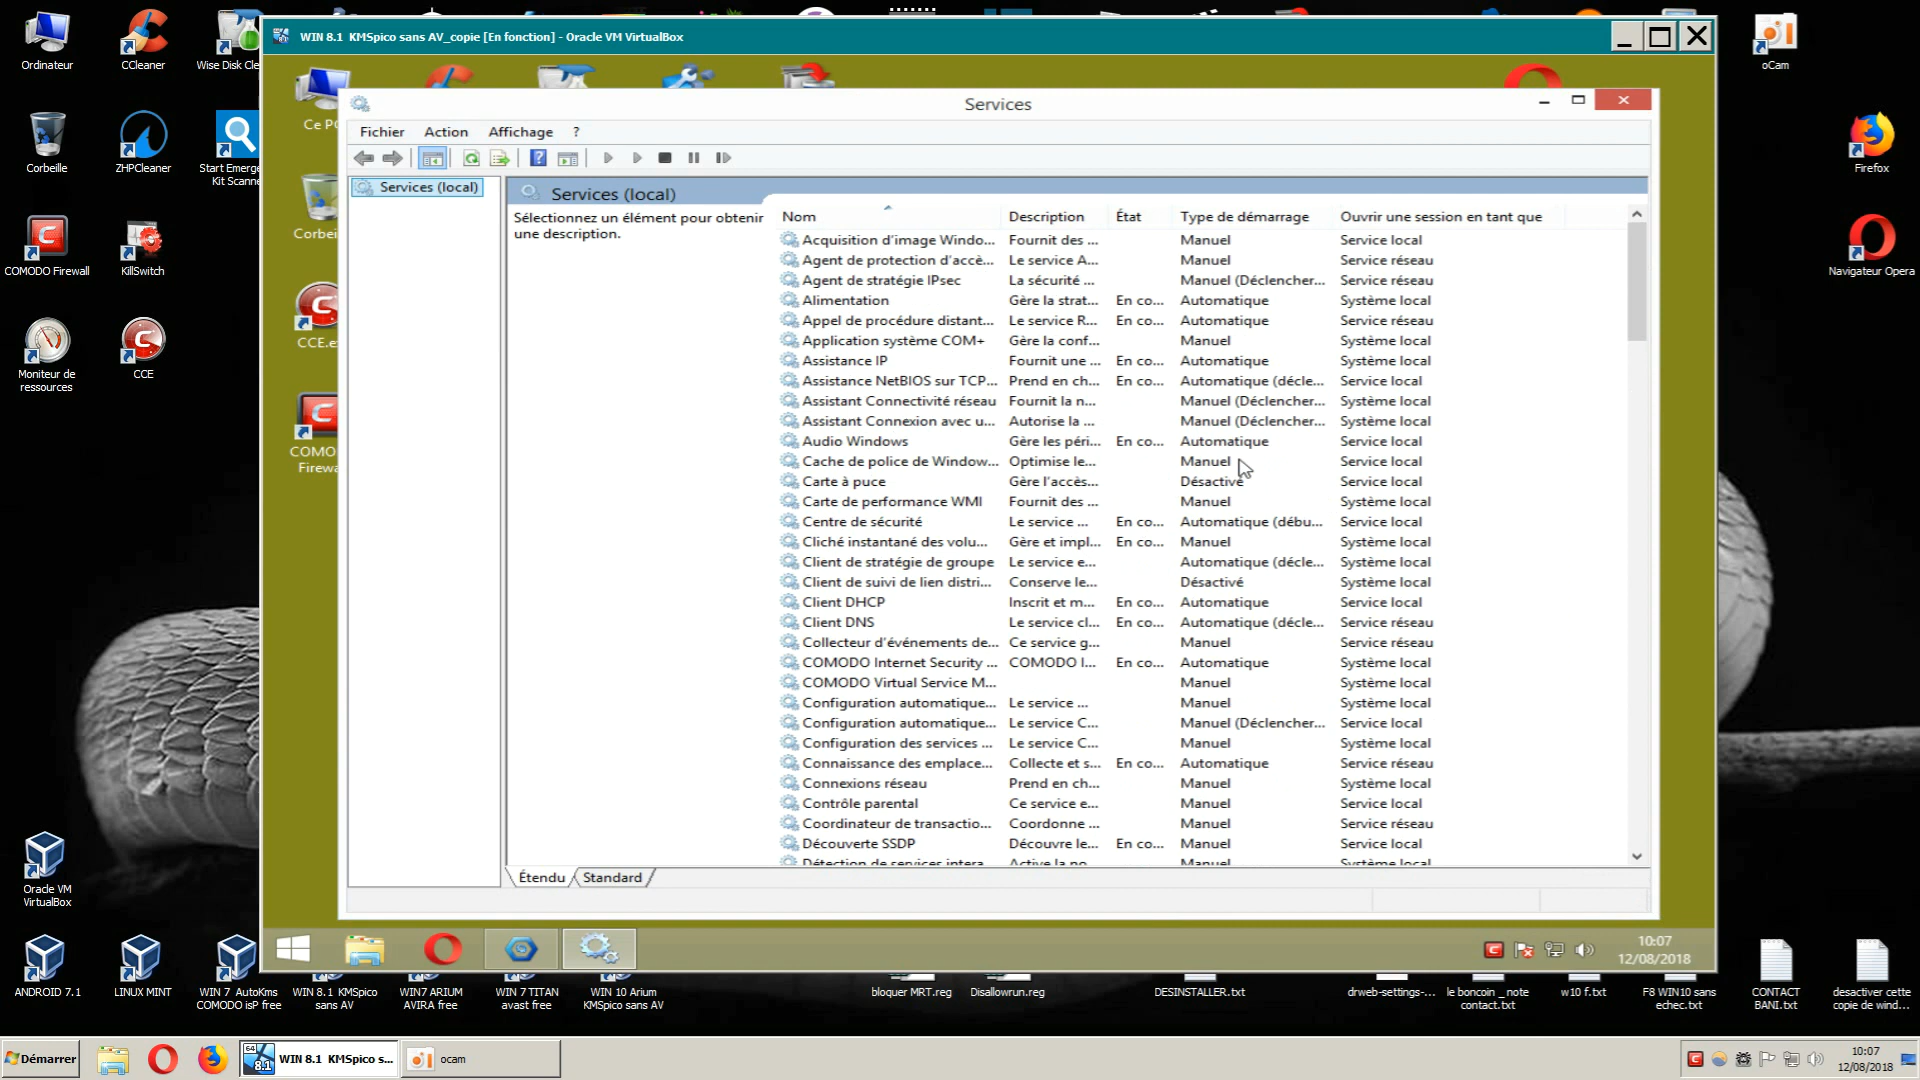 WIN 8.1 KMSpico sans AV_copie [En fonction] - Oracle VM VirtualBox
Ordinateur
CCleaner
Wise Disk Cle
oCam
Corbeille
ZHPCleaner
Start Emerge
Kit Scanne
Firefox
COMODO Firewall
KillSwitch
Navigateur Opera
Moniteur de
ressources
CCE
Oracle VM
VirtualBox
Ce PC
Corbei
CCE.e
COMO
Firewa
Services
Fichier Action Affichage ?
Services (local)
Services (local)
Sélectionnez un élément pour obtenir
une description.
Nom Description État Type de démarrage Ouvrir une session en tant que
Acquisition d'image Windo... Fournit des ... Manuel Service local
Agent de protection d'accè... Le service A... Manuel Service réseau
Agent de stratégie IPsec La sécurité ... Manuel (Déclencher... Service réseau
Alimentation Gère la strat... En co... Automatique Système local
Appel de procédure distant... Le service R... En co... Automatique Service réseau
Application système COM+ Gère la conf... Manuel Système local
Assistance IP Fournit une ... En co... Automatique Système local
Assistance NetBIOS sur TCP... Prend en ch... En co... Automatique (décle... Service local
Assistant Connectivité réseau Fournit la n... Manuel (Déclencher... Système local
Assistant Connexion avec u... Autorise la ... Manuel (Déclencher... Système local
Audio Windows Gère les péri... En co... Automatique Service local
Cache de police de Window... Optimise le... Manuel Service local
Carte à puce Gère l'accès... Désactivé Service local
Carte de performance WMI Fournit des ... Manuel Système local
Centre de sécurité Le service ... En co... Automatique (débu... Service local
Cliché instantané des volu... Gère et impl... En co... Manuel Système local
Client de stratégie de groupe Le service e... Automatique (décle... Système local
Client de suivi de lien distri... Conserve le... Désactivé Système local
Client DHCP Inscrit et m... En co... Automatique Service local
Client DNS Le service cl... En co... Automatique (décle... Service réseau
Collecteur d'événements de... Ce service g... Manuel Service réseau
COMODO Internet Security ... COMODO I... En co... Automatique Système local
COMODO Virtual Service M... Manuel Système local
Configuration automatique... Le service ... Manuel Système local
Configuration automatique... Le service C... Manuel (Déclencher... Service local
Configuration des services ... Le service C... Manuel Système local
Connaissance des emplace... Collecte et s... En co... Automatique Service réseau
Connexions réseau Prend en ch... Manuel Système local
Contrôle parental Ce service e... Manuel Service local
Coordinateur de transactio... Coordonne ... Manuel Service réseau
Découverte SSDP Découvre le... En co... Manuel Service local
Détection de services intera... Active la no... Manuel Système local
Étendu Standard
10:07
12/08/2018
ANDROID 7.1
LINUX MINT
WIN 7 AutoKms
COMODO isP free
WIN 8.1 KMSpico
sans AV
WIN7 ARIUM
AVIRA free
WIN 7 TITAN
avast free
WIN 10 Arium
KMSpico sans AV
bloquer MRT.reg
Disallowrun.reg
DESINSTALLER.txt
drweb-settings-...
le boncoin _ note
contact.txt
w10 f.txt
F8 WIN10 sans
echec.txt
CONTACT
BANI.txt
desactiver cette
copie de wind...
Démarrer
64
8.1
WIN 8.1 KMSpico s...
ocam
10:07
12/08/2018